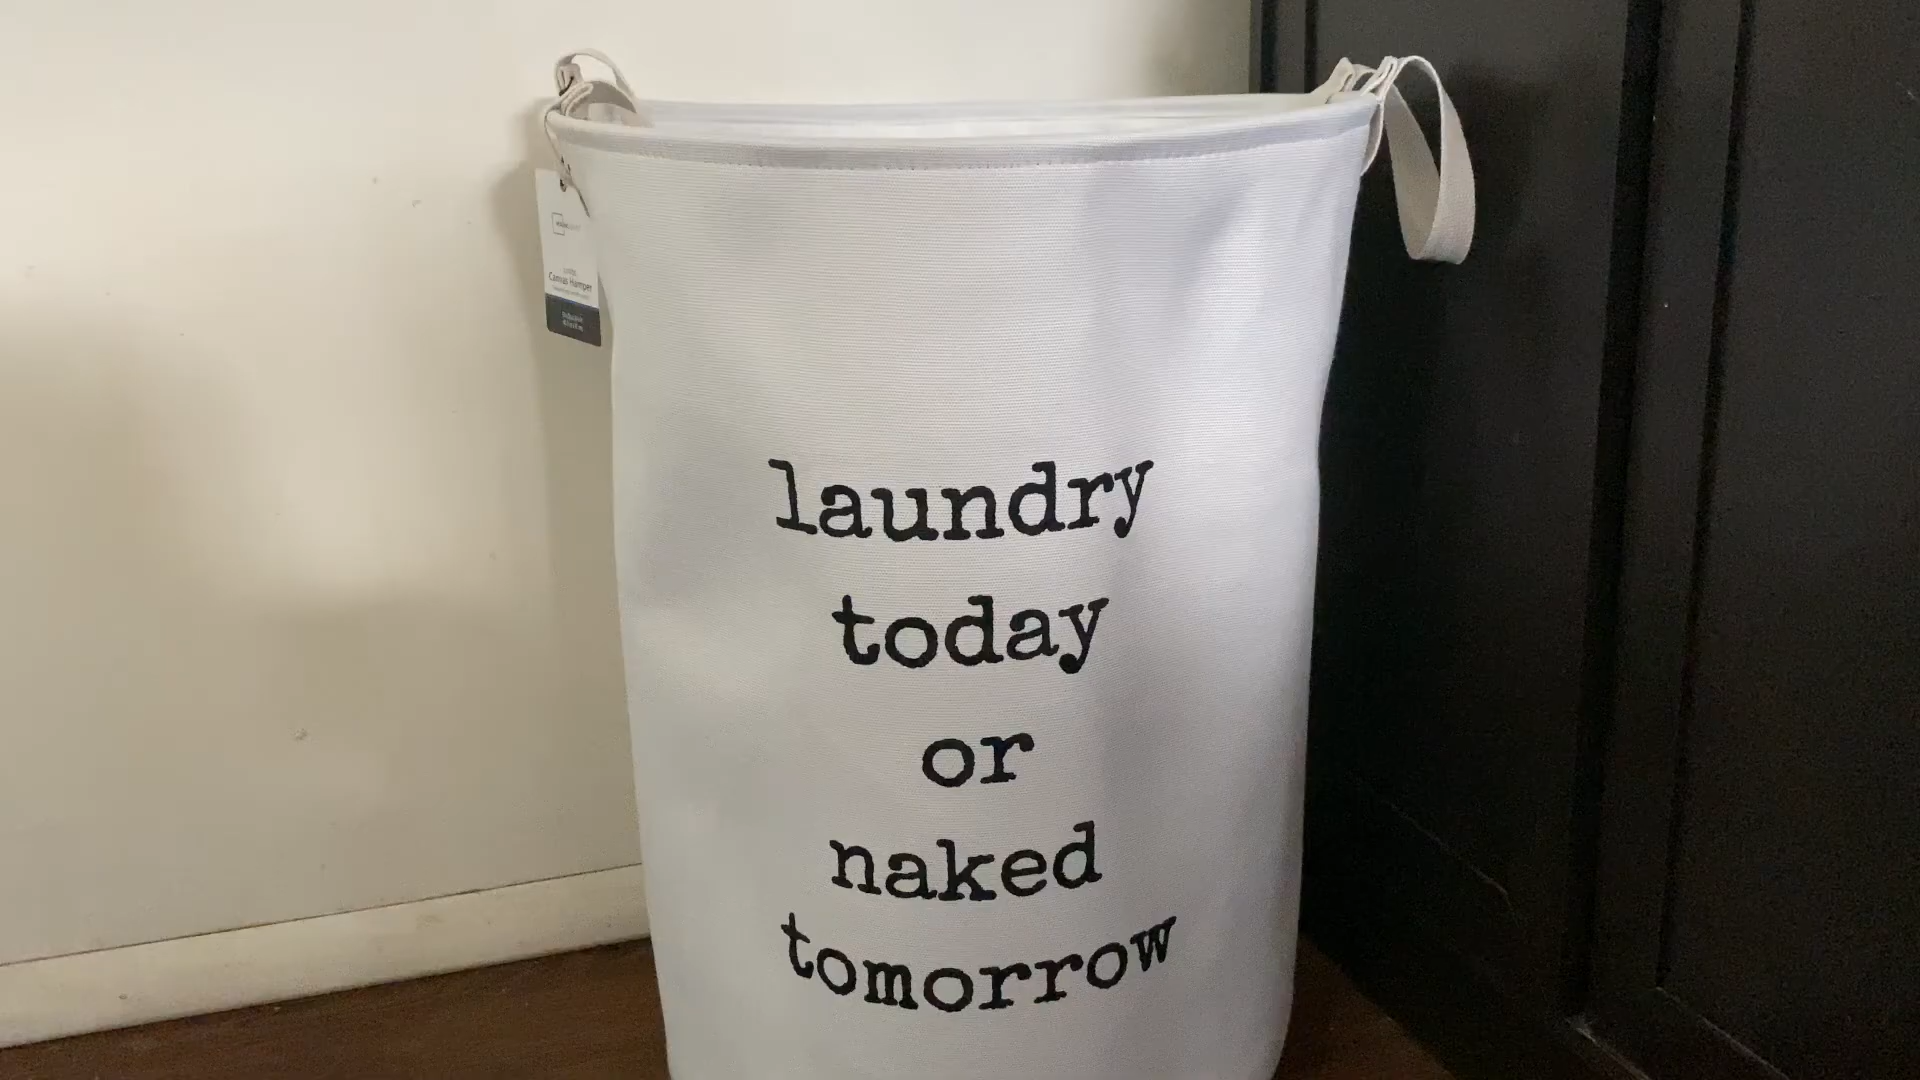 Canvas Hamper
laundry
today
or
naked
tomorrow